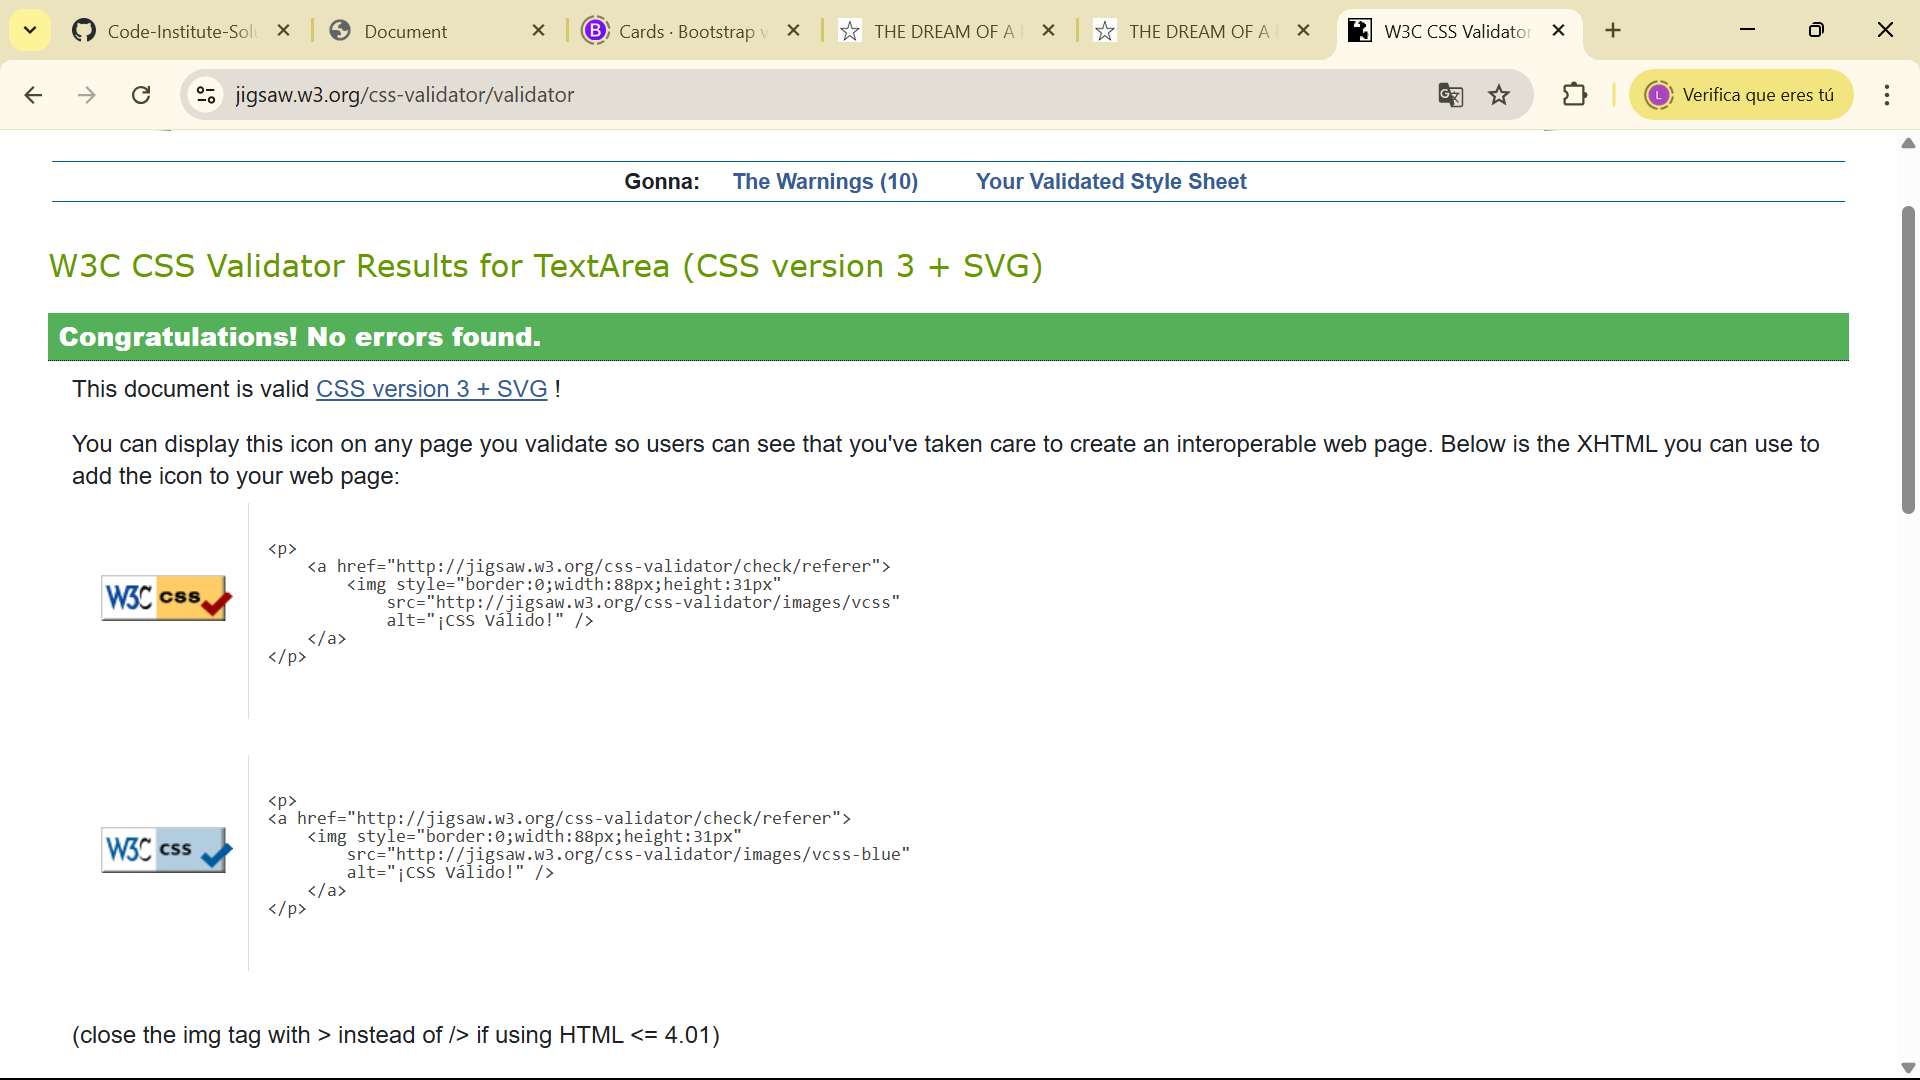 Code-Institute-Sol
Document
Cards · Bootstrap v
THE DREAM OF A
THE DREAM OF A
W3C CSS Validator
jigsaw.w3.org/css-validator/validator
L
Verifica que eres tú
Gonna: The Warnings (10) Your Validated Style Sheet
W3C CSS Validator Results for TextArea (CSS version 3 + SVG)
Congratulations! No errors found.
This document is valid CSS version 3 + SVG !
You can display this icon on any page you validate so users can see that you've taken care to create an interoperable web page. Below is the XHTML you can use to
add the icon to your web page:
W3C css
<p>
<a href="http://jigsaw.w3.org/css-validator/check/referer">
<img style="border:0;width:88px;height:31px"
src="http://jigsaw.w3.org/css-validator/images/vcss"
alt="¡CSS Válido!" />
</a>
</p>
W3C css
<p>
<a href="http://jigsaw.w3.org/css-validator/check/referer">
<img style="border:0;width:88px;height:31px"
src="http://jigsaw.w3.org/css-validator/images/vcss-blue"
alt="¡CSS Válido!" />
</a>
</p>
(close the img tag with > instead of /> if using HTML <= 4.01)